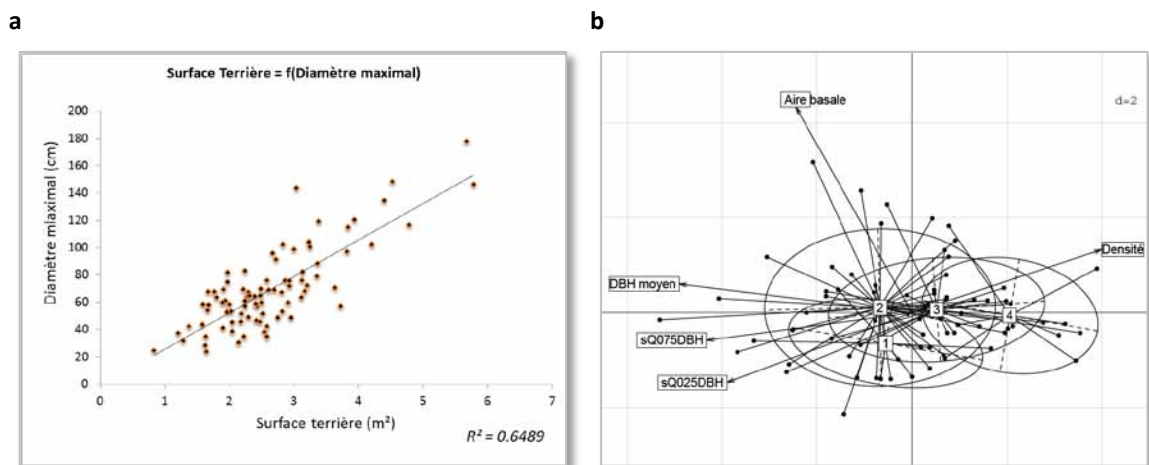 a
b
Surface Terrière = f(Diamètre maximal)
Diamètre mlaximal (cm)
200
180
160
140
120
100
80
60
40
20
0
0 1 2 3 4 5 6 7
Surface terrière (m²)
R² = 0.6489
d=2
Aire basale
Densité
DBH moyen
sQ075DBH
sQ025DBH
2
3
4
1